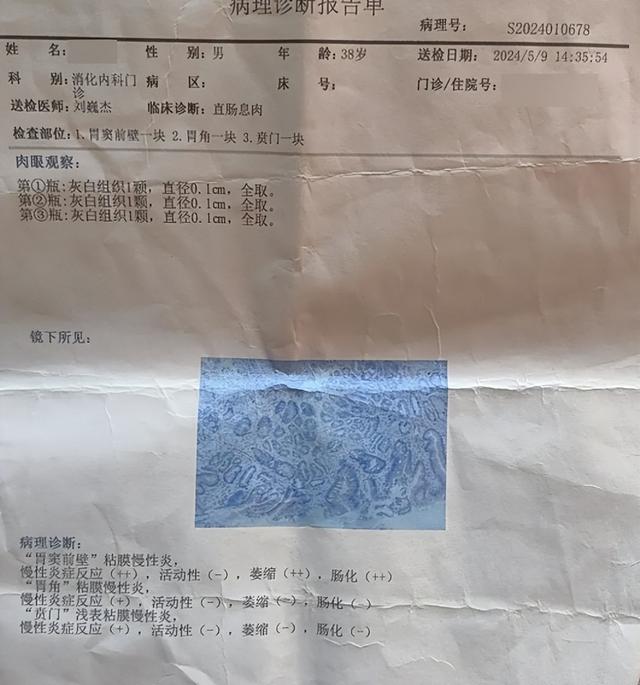 病理诊断报告单
病理号： S2024010678
姓 名： 性 别：男 年 龄：38岁 送检日期： 2024/5/9 14:35:54
科 别：消化内科门诊 病 区： 床 号： 门诊/住院号：
送检医师：刘巍杰 临床诊断：直肠息肉
检查部位：1、胃窦前壁一块 2.胃角一块 3.贲门一块
肉眼观察：
第①瓶：灰白组织1颗，直径0.1cm，全取。
第②瓶：灰白组织1颗，直径0.1cm，全取。
第③瓶：灰白组织1颗，直径0.1cm，全取。
镜下所见：
病理诊断：
“胃窦前壁”粘膜慢性炎，
慢性炎症反应（++），活动性（-），萎缩（++），肠化（++）
“胃角”粘膜慢性炎，
慢性炎症反应（+），活动性（-），萎缩（-），肠化（-）
“贲门”浅表粘膜慢性炎，
慢性炎症反应（+），活动性（-），萎缩（-），肠化（-）